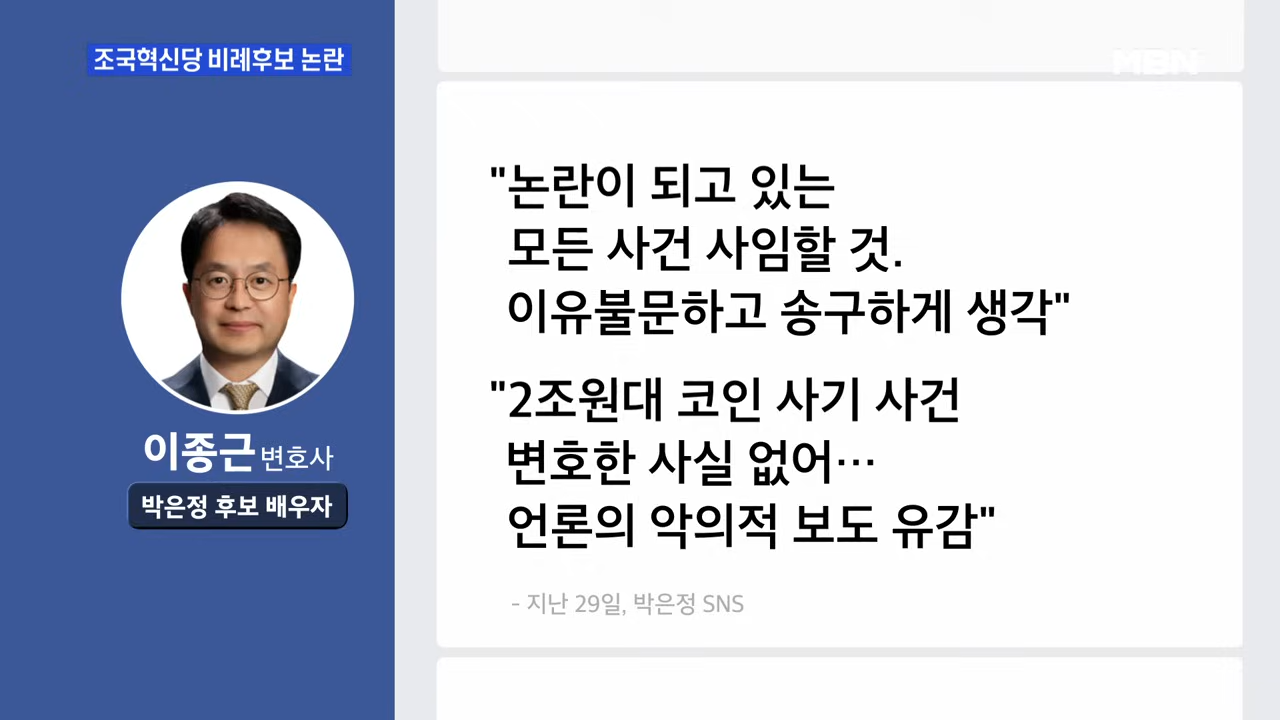 조국혁신당 비례후보 논란
MBN
"논란이 되고 있는
모든 사건 사임할 것.
이유불문하고 송구하게 생각"
"2조원대 코인 사기 사건
변호한 사실 없어…
언론의 악의적 보도 유감"
- 지난 29일, 박은정 SNS
이종근 변호사
박은정 후보 배우자